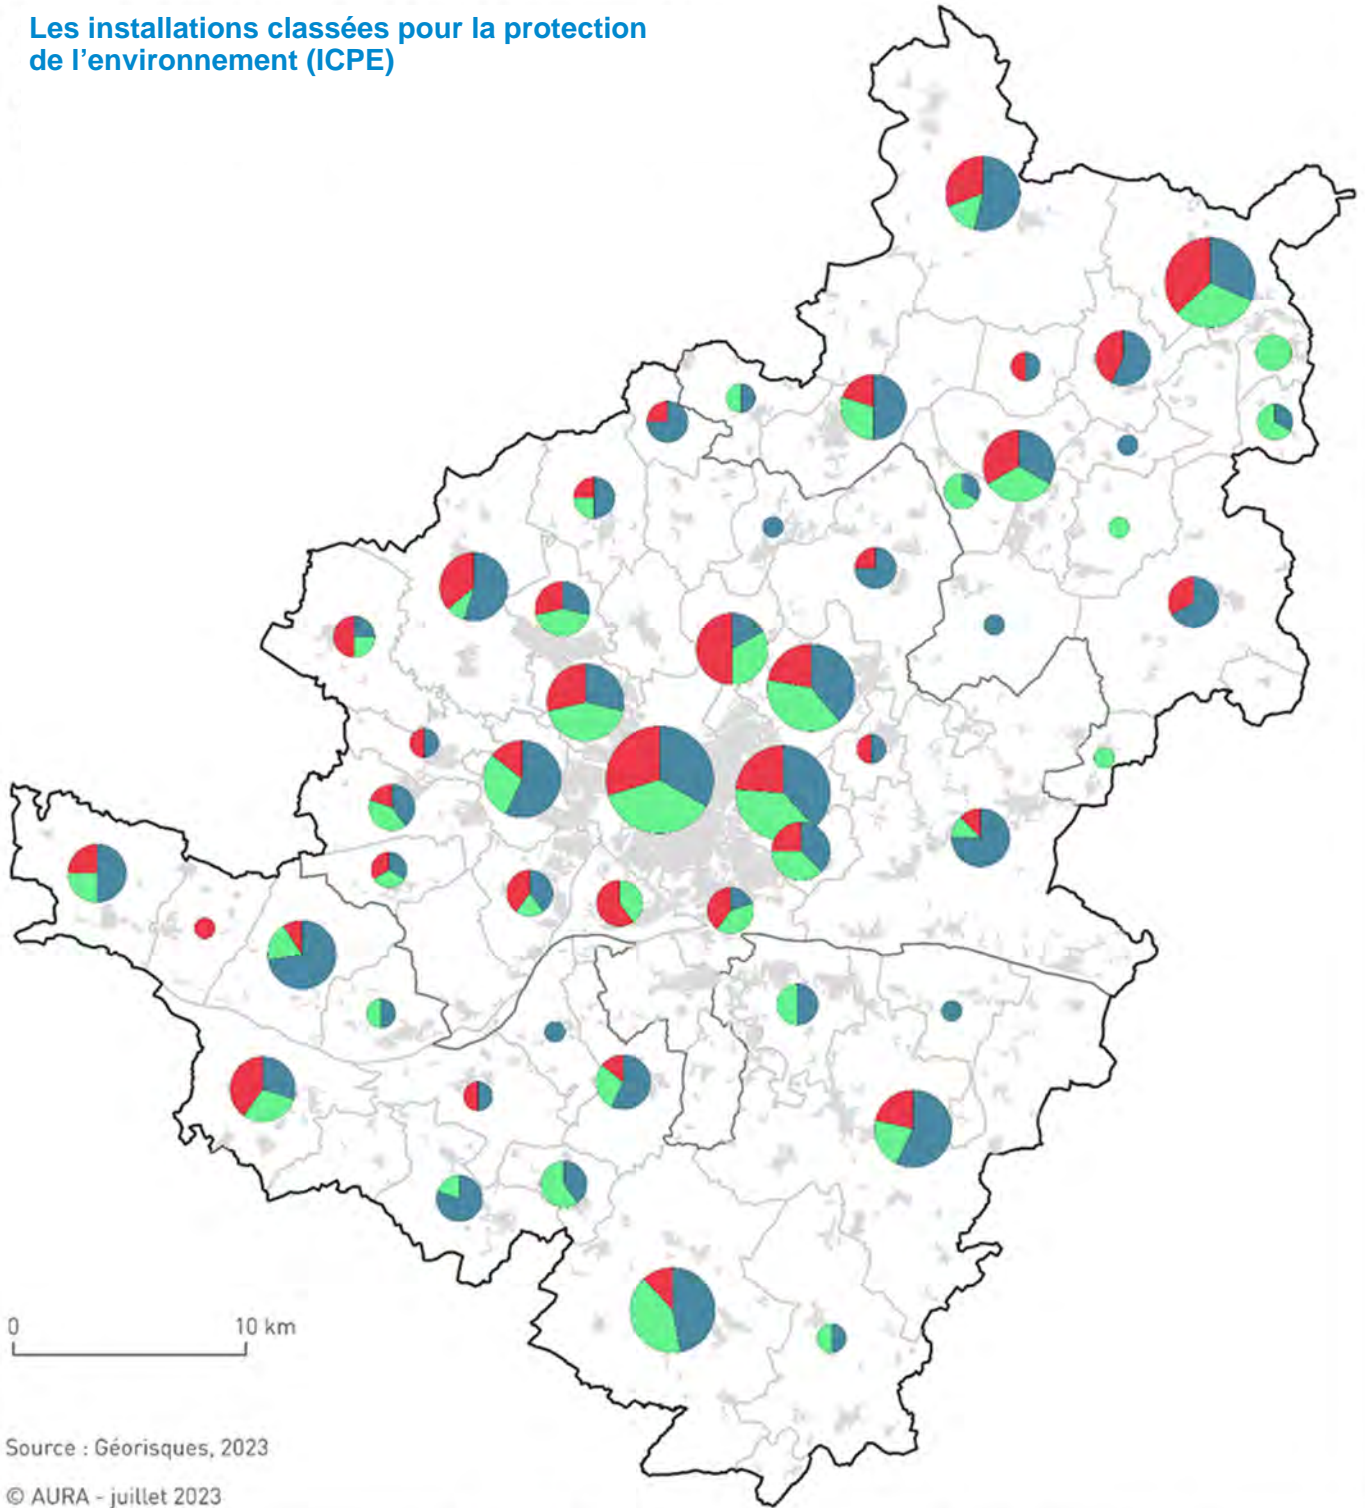 Les installations classées pour la protection
de l’environnement (ICPE)
0 10 km
Source : Géorisques, 2023
© AURA - juillet 2023